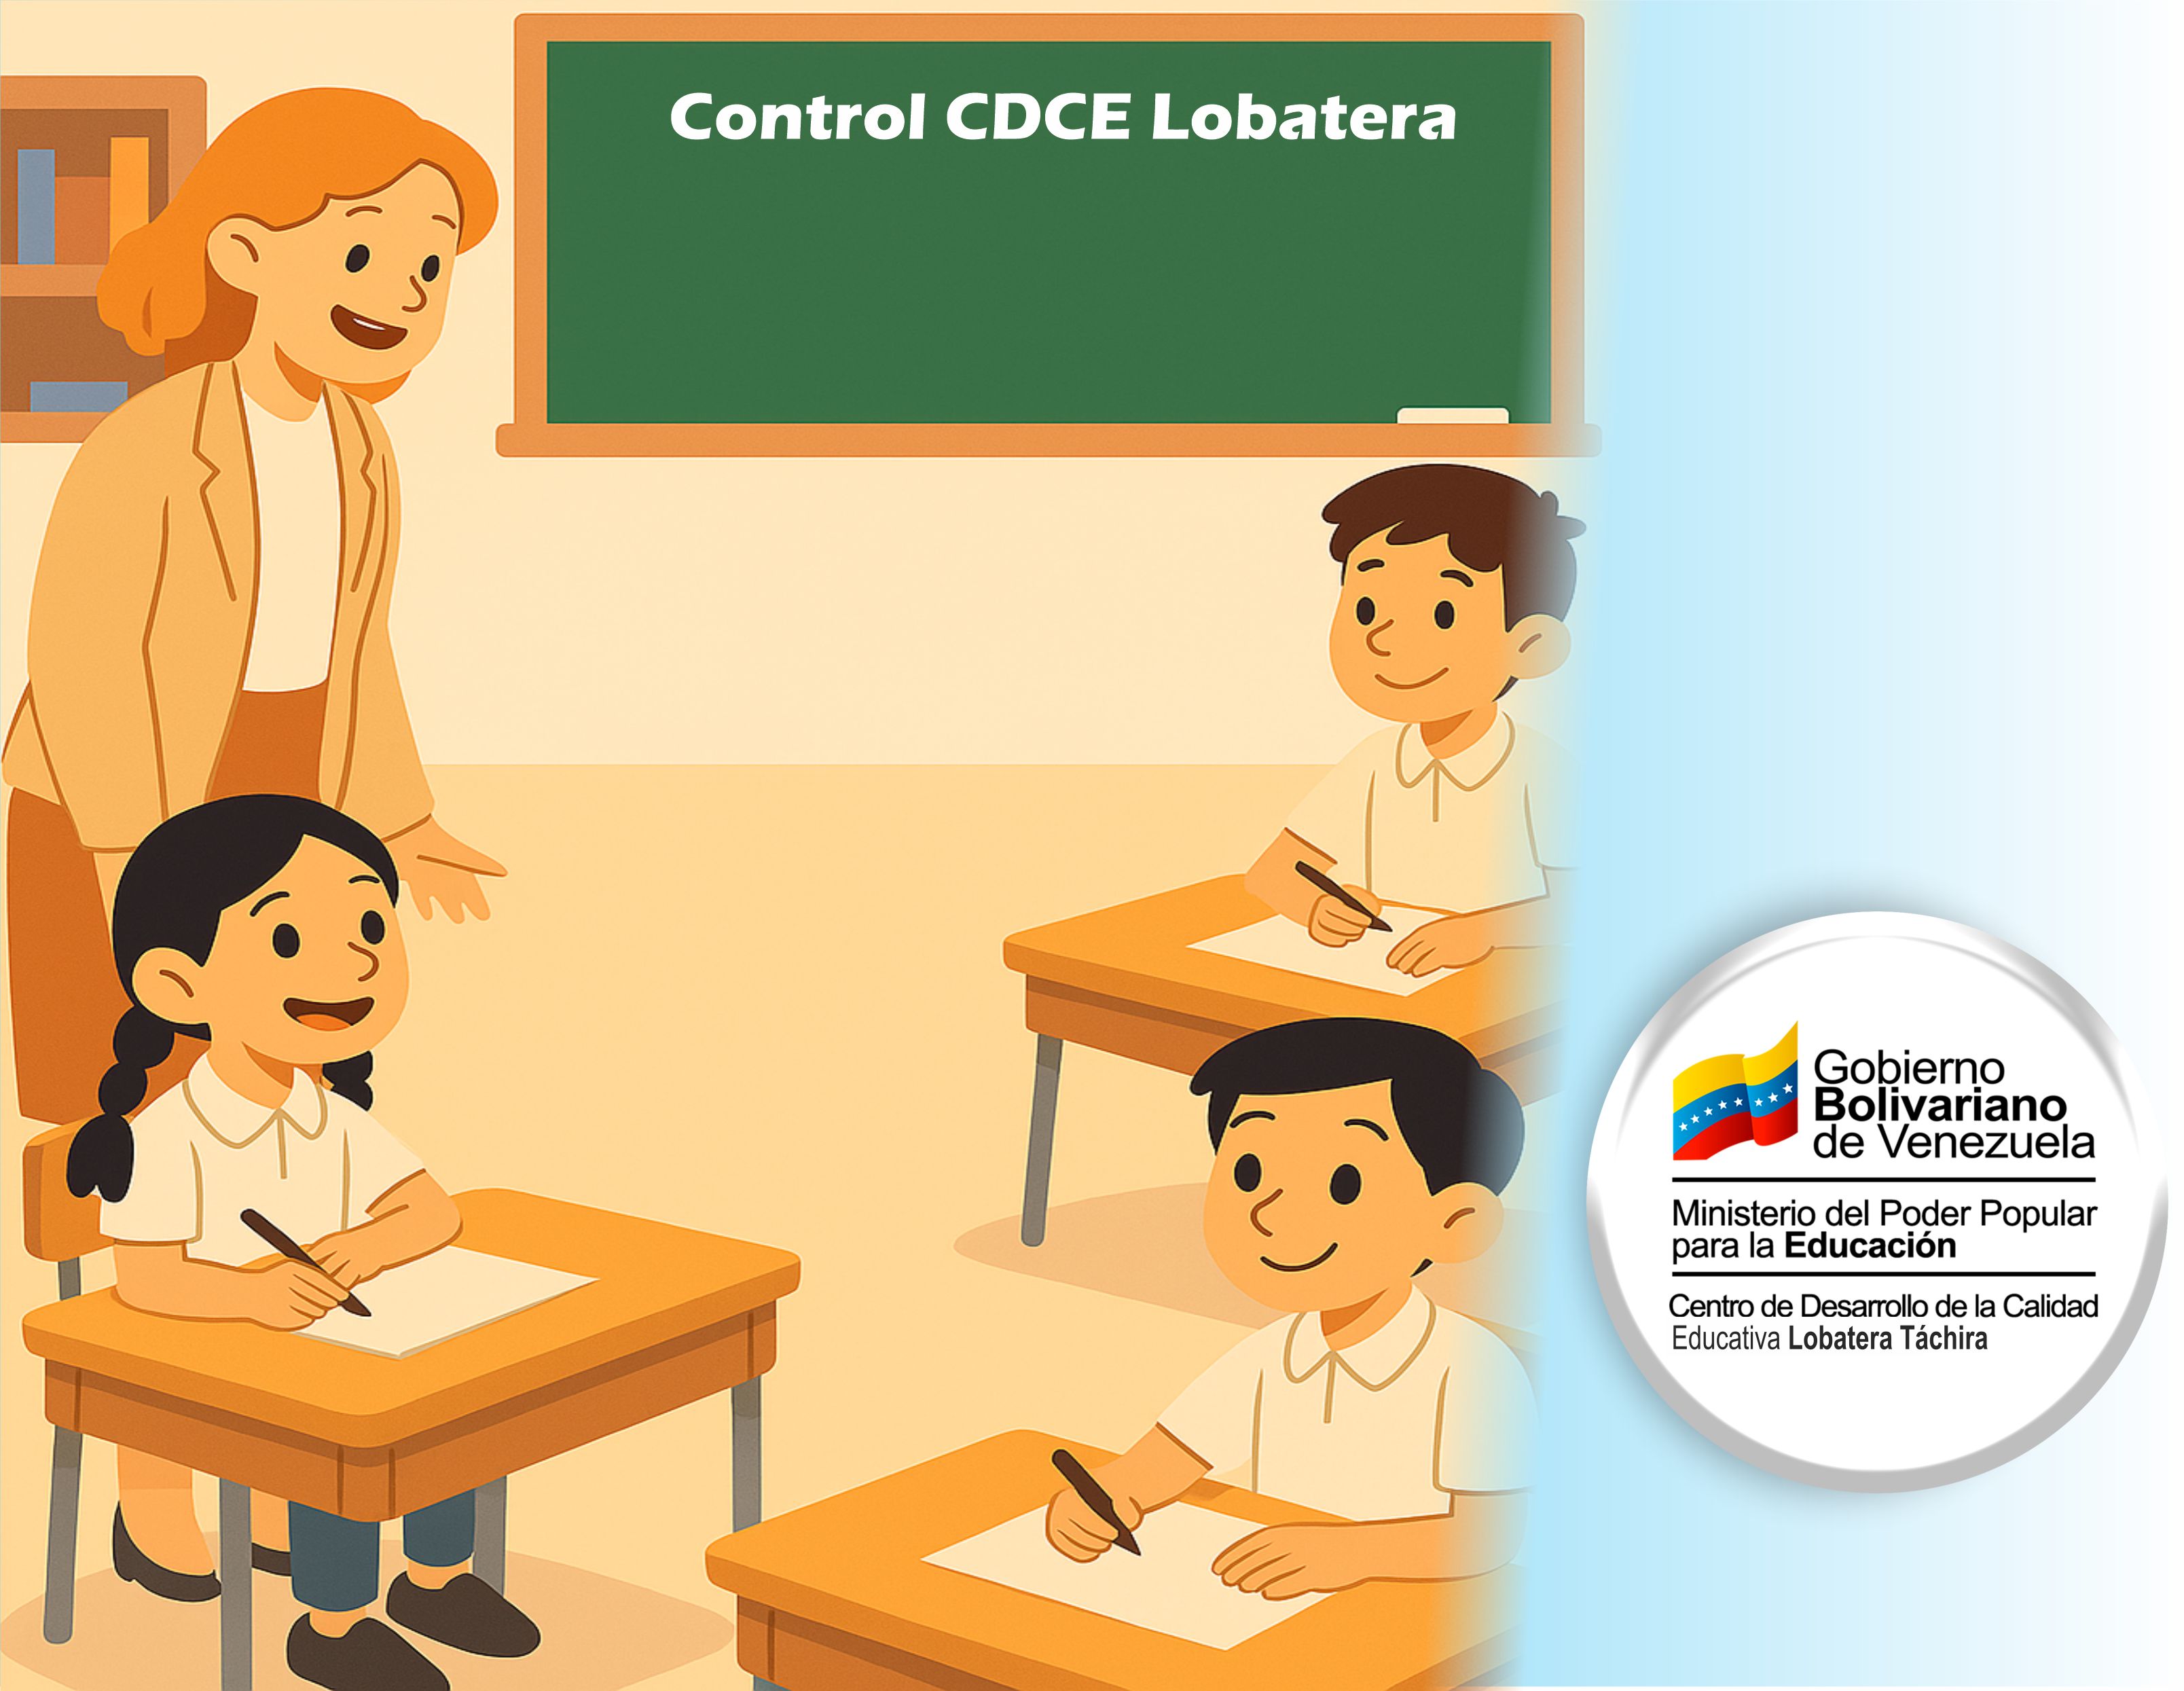 Control CDCE Lobatera
Gobierno
Bolivariano
de Venezuela
Ministerio del Poder Popular
para la Educación
Centro de Desarrollo de la Calidad
Educativa Lobatera Táchira